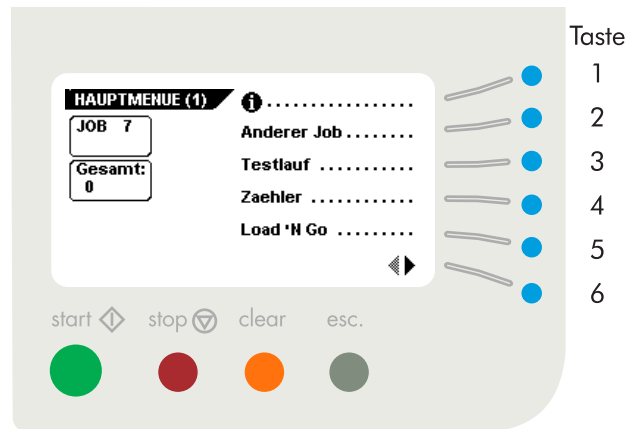 Taste
HAUPTMENUE (1)
JOB 7
Gesamt:
0
i..................
Anderer Job........
Testlauf ...........
Zaehler ............
Load 'N Go .........
1
2
3
4
5
6
start stop clear esc.